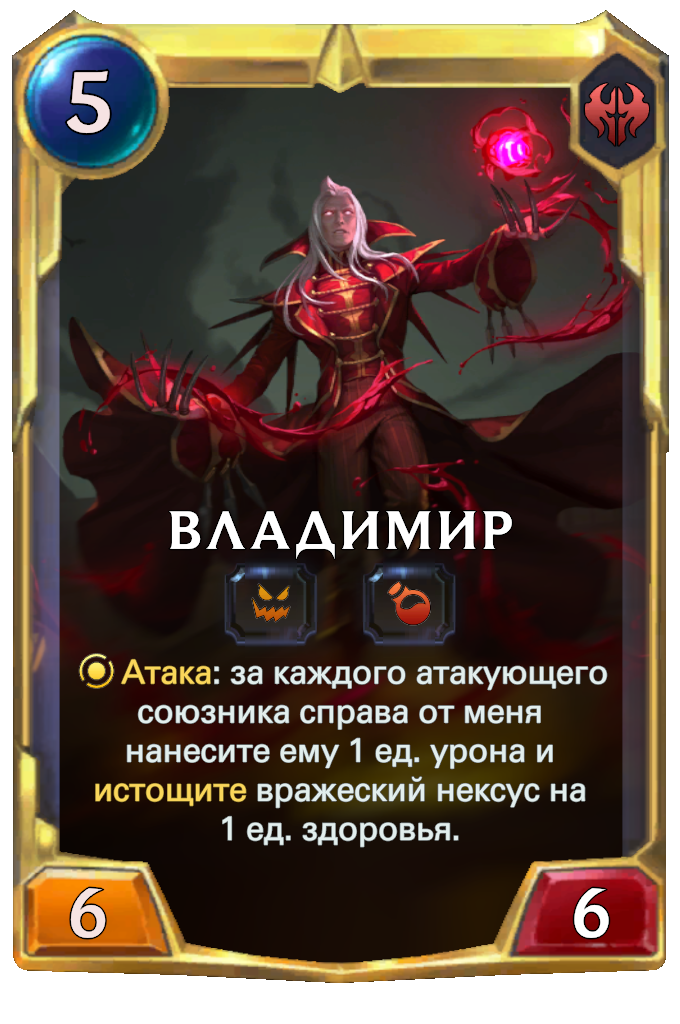 5
ВЛАДИМИР
Атака: за каждого атакующего
союзника справа от меня
нанесите ему 1 ед. урона и
истощите вражеский нексус на
1 ед. здоровья.
6
6